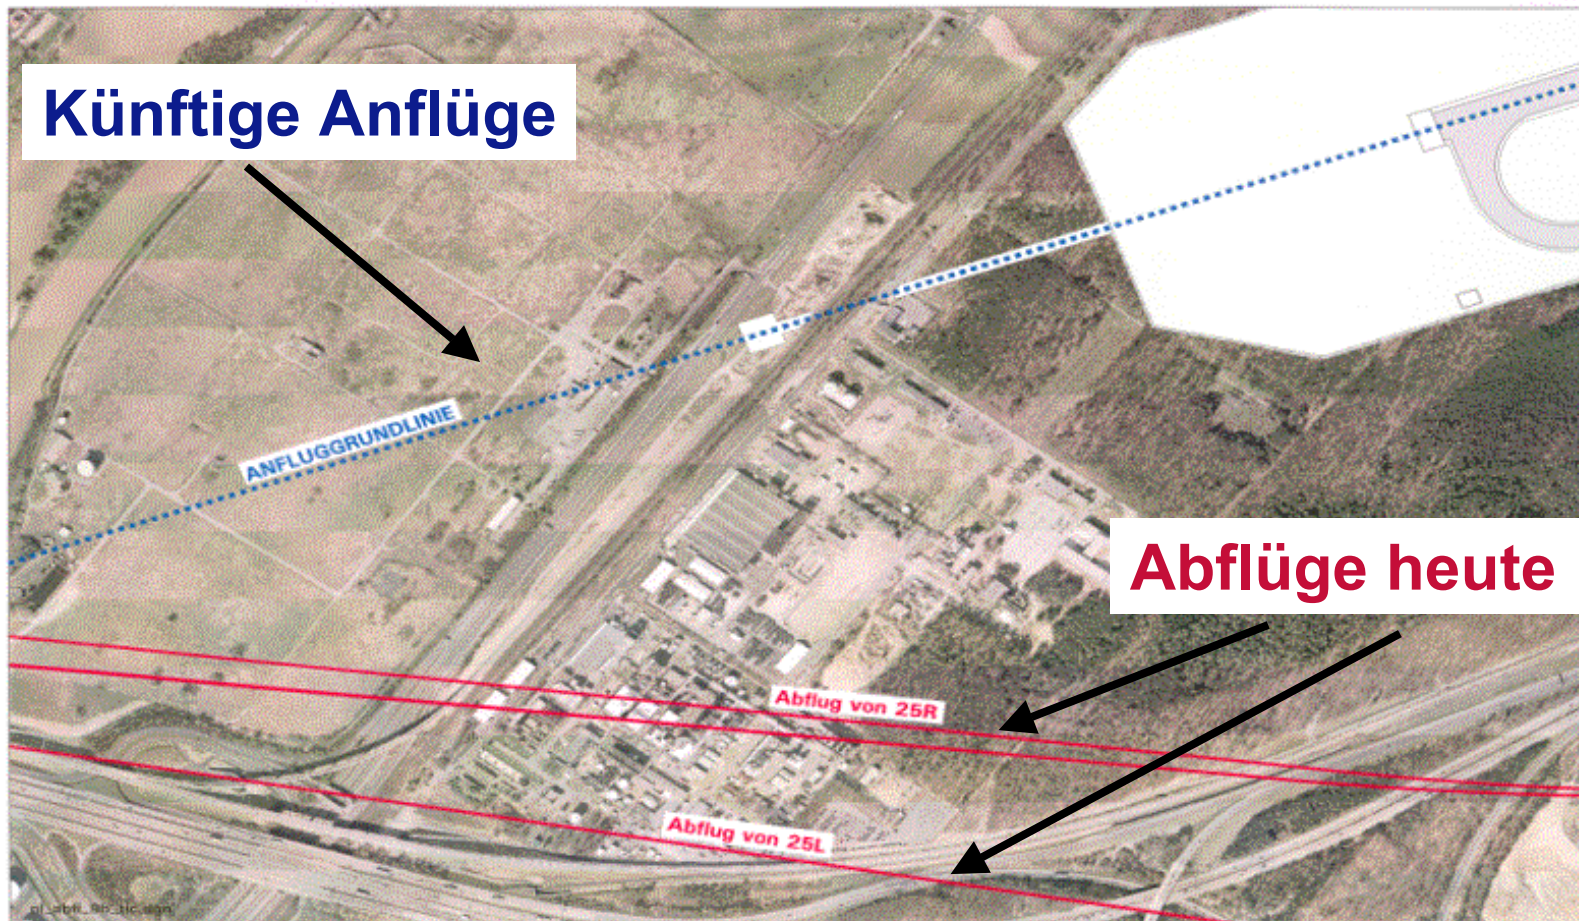 Künftige Anflüge
ANFLUGGRUNDLINIE
Abflüge heute
Abflug von 25R
Abflug von 25L